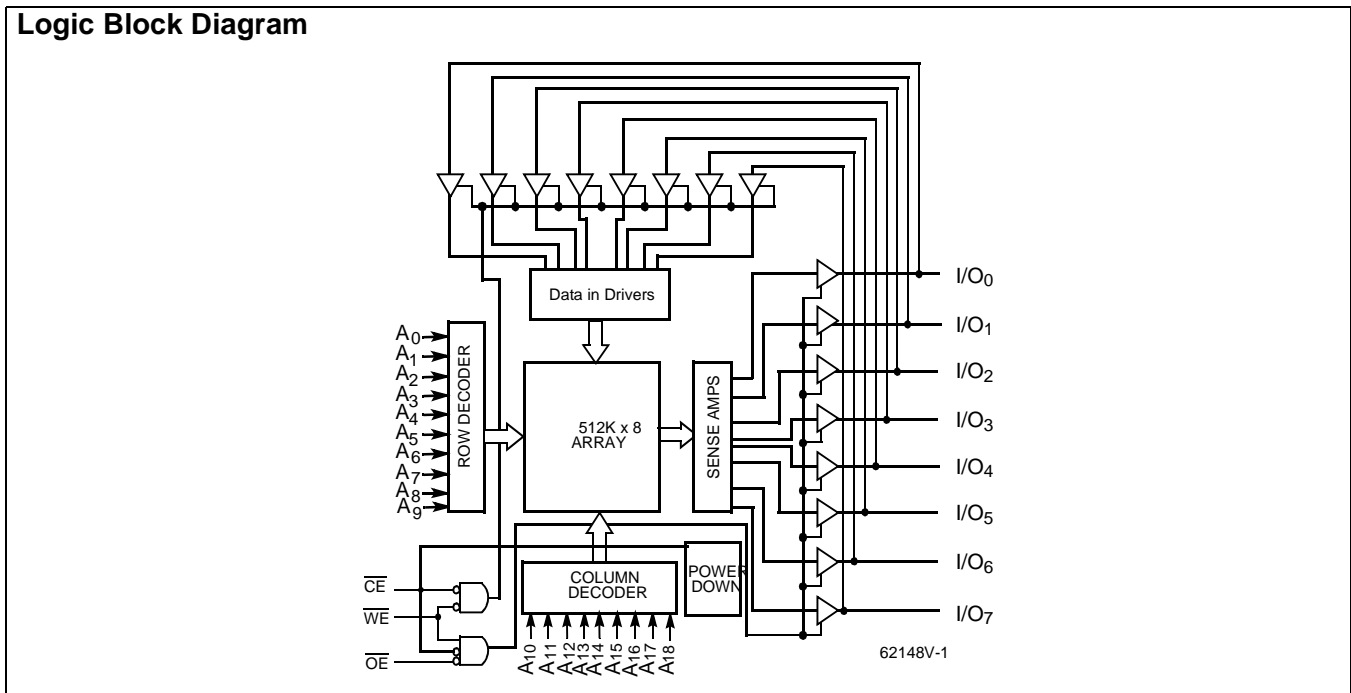 Logic Block Diagram
Data in Drivers
A0
A1
A2
A3
A4
A5
A6
A7
A8
A9
ROW DECODER
512K x 8
ARRAY
SENSE AMPS
I/O0
I/O1
I/O2
I/O3
I/O4
I/O5
I/O6
I/O7
COLUMN
DECODER
POWER
DOWN
CE
WE
OE
A10
A11
A12
A13
A14
A15
A16
A17
A18
62148V-1